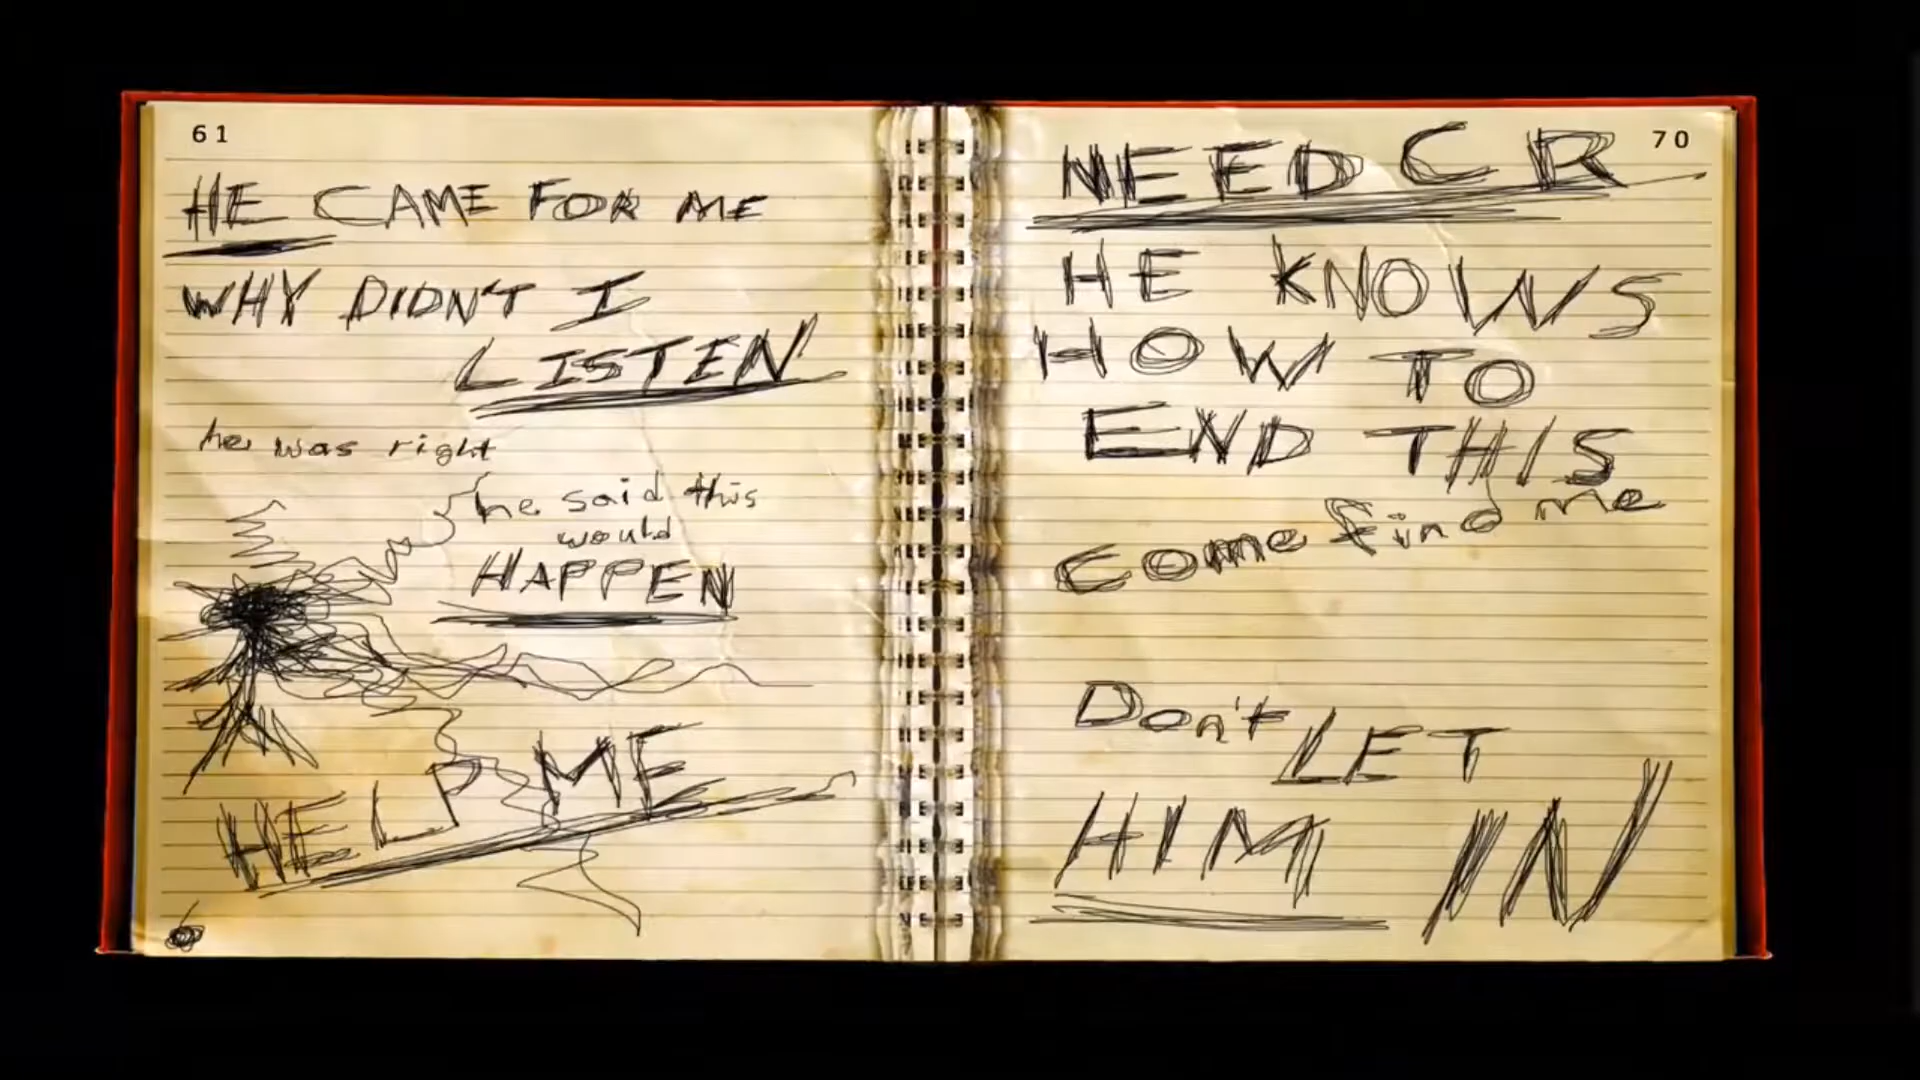 61
HE CAME FOR ME
WHY DIDN'T I
LISTEN
he was right
he said this
would
HAPPEN
HELP ME
70
NEED CR
HE KNOWS
HOW TO
END THIS
come find me
Don't LET
HIM IN